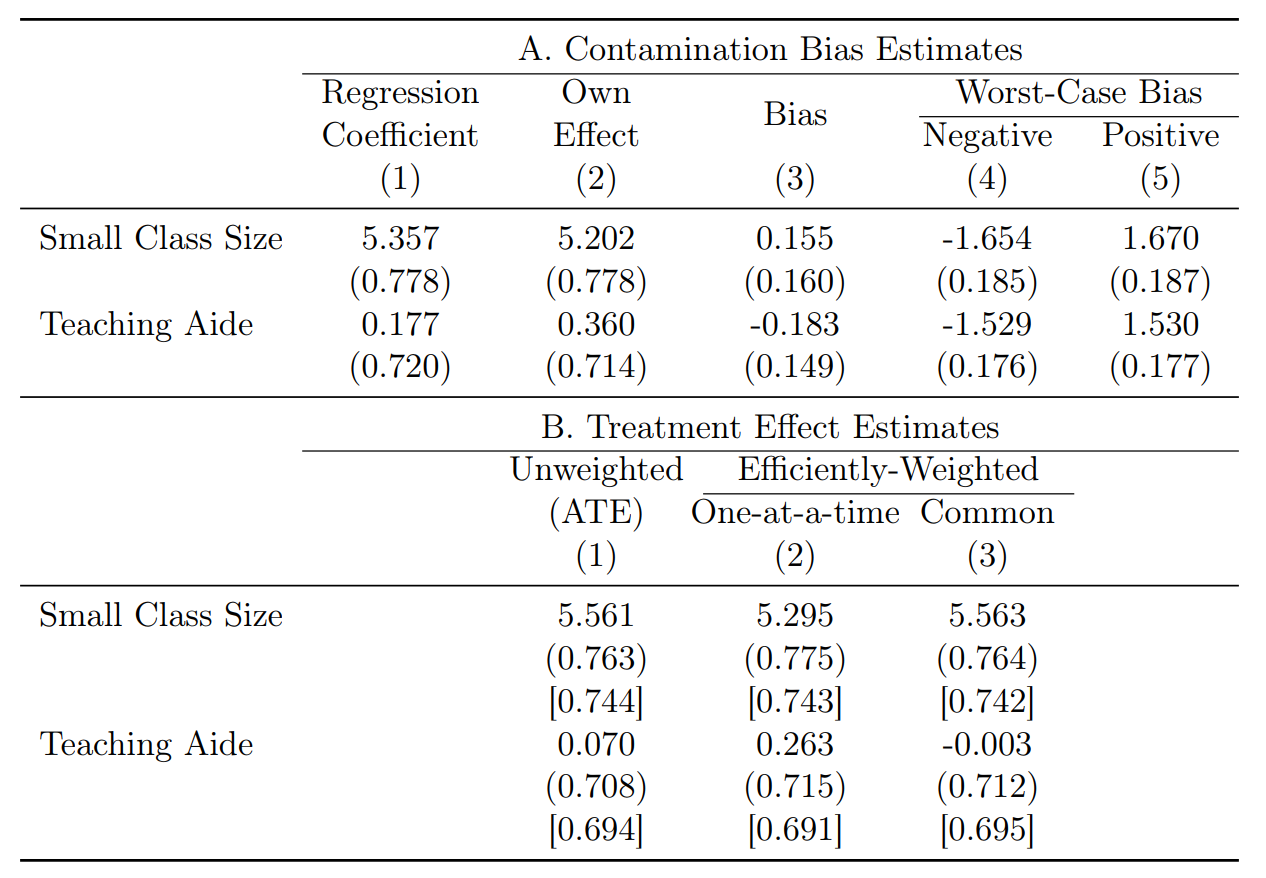 A. Contamination Bias Estimates
Regression Own Worst-Case Bias
Bias
Coefficient Effect Negative Positive
(1) (2) (3) (4) (5)
Small Class Size 5.357 5.202 0.155 -1.654 1.670
(0.778) (0.778) (0.160) (0.185) (0.187)
Teaching Aide 0.177 0.360 -0.183 -1.529 1.530
(0.720) (0.714) (0.149) (0.176) (0.177)
B. Treatment Effect Estimates
Unweighted Efficiently-Weighted
(ATE) One-at-a-time Common
(1) (2) (3)
Small Class Size 5.561 5.295 5.563
(0.763) (0.775) (0.764)
[0.744] [0.743] [0.742]
Teaching Aide 0.070 0.263 -0.003
(0.708) (0.715) (0.712)
[0.694] [0.691] [0.695]